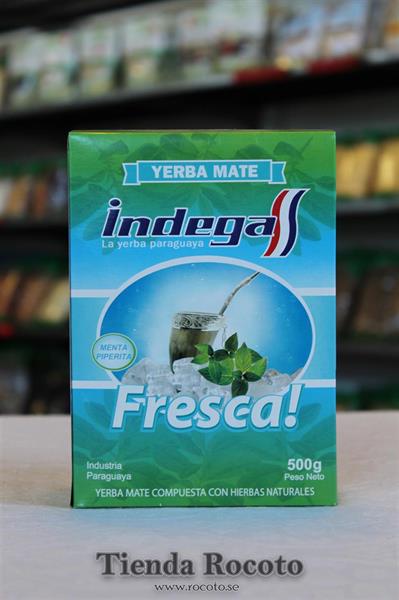 YERBA MATE
indega
La yerba paraguaya
MENTA
PIPERITA
Fresca!
Industria
Paraguaya
500g
Peso Neto
YERBA MATE COMPUESTA CON HIERBAS NATURALES
Tienda Rocoto
www.rocoto.se